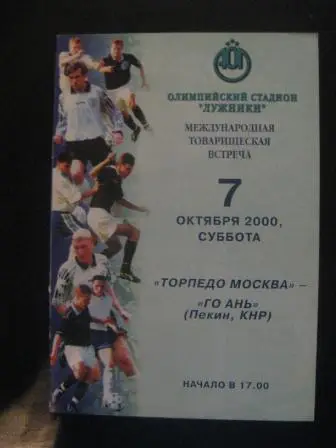 ОЛИМПИЙСКИЙ СТАДИОН
"ЛУЖНИКИ"
МЕЖДУНАРОДНАЯ
ТОВАРИЩЕСКАЯ
ВСТРЕЧА
7
ОКТЯБРЯ 2000,
СУББОТА
«ТОРПЕДО МОСКВА» –
«ГО АНЬ»
(Пекин, КНР)
НАЧАЛО В 17.00